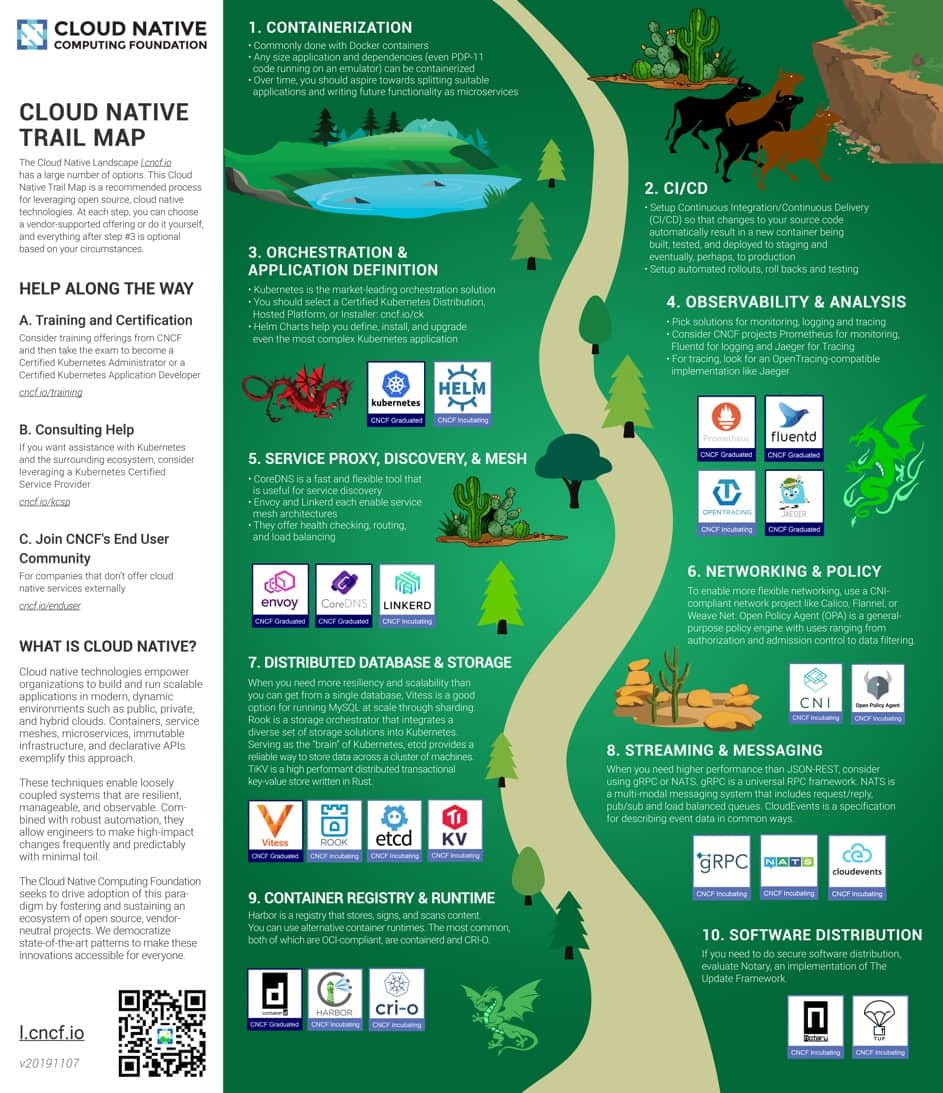 CLOUD NATIVE
COMPUTING FOUNDATION
CLOUD NATIVE
TRAIL MAP
The Cloud Native Landscape l.cncf.io
has a large number of options. This Cloud
Native Trail Map is a recommended process
for leveraging open source, cloud native
technologies. At each step, you can choose
a vendor-supported offering or do it yourself,
and everything after step #3 is optional
based on your circumstances.
HELP ALONG THE WAY
A. Training and Certification
Consider training offerings from CNCF
and then take the exam to become a
Certified Kubernetes Administrator or a
Certified Kubernetes Application Developer
cncf.io/training
B. Consulting Help
If you want assistance with Kubernetes
and the surrounding ecosystem, consider
leveraging a Kubernetes Certified
Service Provider
cncf.io/kcsp
C. Join CNCF's End User
Community
For companies that don't offer cloud
native services externally
cncf.io/enduser
WHAT IS CLOUD NATIVE?
Cloud native technologies empower
organizations to build and run scalable
applications in modern, dynamic
environments such as public, private,
and hybrid clouds. Containers, service
meshes, microservices, immutable
infrastructure, and declarative APIs
exemplify this approach.
These techniques enable loosely
coupled systems that are resilient,
manageable, and observable. Com-
bined with robust automation, they
allow engineers to make high-impact
changes frequently and predictably
with minimal toil.
The Cloud Native Computing Foundation
seeks to drive adoption of this para-
digm by fostering and sustaining an
ecosystem of open source, vendor-
neutral projects. We democratize
state-of-the-art patterns to make these
innovations accessible for everyone.
l.cncf.io
v20191107
1. CONTAINERIZATION
• Commonly done with Docker containers
• Any size application and dependencies (even PDP-11
code running on an emulator) can be containerized
• Over time, you should aspire towards splitting suitable
applications and writing future functionality as microservices
2. CI/CD
• Setup Continuous Integration/Continuous Delivery
(CI/CD) so that changes to your source code
automatically result in a new container being
built, tested, and deployed to staging and
eventually, perhaps, to production
• Setup automated rollouts, roll backs and testing
3. ORCHESTRATION &
APPLICATION DEFINITION
• Kubernetes is the market-leading orchestration solution
• You should select a Certified Kubernetes Distribution,
Hosted Platform, or Installer: cncf.io/ck
• Helm Charts help you define, install, and upgrade
even the most complex Kubernetes application
kubernetes
CNCF Graduated
HELM
CNCF Incubating
4. OBSERVABILITY & ANALYSIS
• Pick solutions for monitoring, logging and tracing
• Consider CNCF projects Prometheus for monitoring,
Fluentd for logging and Jaeger for Tracing
• For tracing, look for an OpenTracing-compatible
implementation like Jaeger
Prometheus
CNCF Graduated
fluentd
CNCF Graduated
OPENTRACING
CNCF Incubating
JAEGER
CNCF Graduated
5. SERVICE PROXY, DISCOVERY, & MESH
• CoreDNS is a fast and flexible tool that
is useful for service discovery
• Envoy and Linkerd each enable service
mesh architectures
• They offer health checking, routing,
and load balancing
envoy
CNCF Graduated
CoreDNS
CNCF Graduated
LINKERD
CNCF Incubating
6. NETWORKING & POLICY
To enable more flexible networking, use a CNI-
compliant network project like Calico, Flannel, or
Weave Net. Open Policy Agent (OPA) is a general-
purpose policy engine with uses ranging from
authorization and admission control to data filtering.
CNI
CNCF Incubating
Open Policy Agent
CNCF Incubating
7. DISTRIBUTED DATABASE & STORAGE
When you need more resiliency and scalability than
you can get from a single database, Vitess is a good
option for running MySQL at scale through sharding.
Rook is a storage orchestrator that integrates a
diverse set of storage solutions into Kubernetes.
Serving as the "brain" of Kubernetes, etcd provides a
reliable way to store data across a cluster of machines.
TiKV is a high performant distributed transactional
key-value store written in Rust.
Vitess
CNCF Graduated
ROOK
CNCF Incubating
etcd
CNCF Incubating
TI
KV
CNCF Incubating
8. STREAMING & MESSAGING
When you need higher performance than JSON-REST, consider
using gRPC or NATS. gRPC is a universal RPC framework. NATS is
a multi-modal messaging system that includes request/reply,
pub/sub and load balanced queues. CloudEvents is a specification
for describing event data in common ways.
gRPC
CNCF Incubating
NATS
CNCF Incubating
cloudevents
CNCF Incubating
9. CONTAINER REGISTRY & RUNTIME
Harbor is a registry that stores, signs, and scans content.
You can use alternative container runtimes. The most common,
both of which are OCI-compliant, are containerd and CRI-O.
containerd
CNCF Graduated
HARBOR
CNCF Incubating
cri-o
CNCF Incubating
10. SOFTWARE DISTRIBUTION
If you need to do secure software distribution,
evaluate Notary, an implementation of The
Update Framework.
notary
CNCF Incubating
TUF
CNCF Incubating